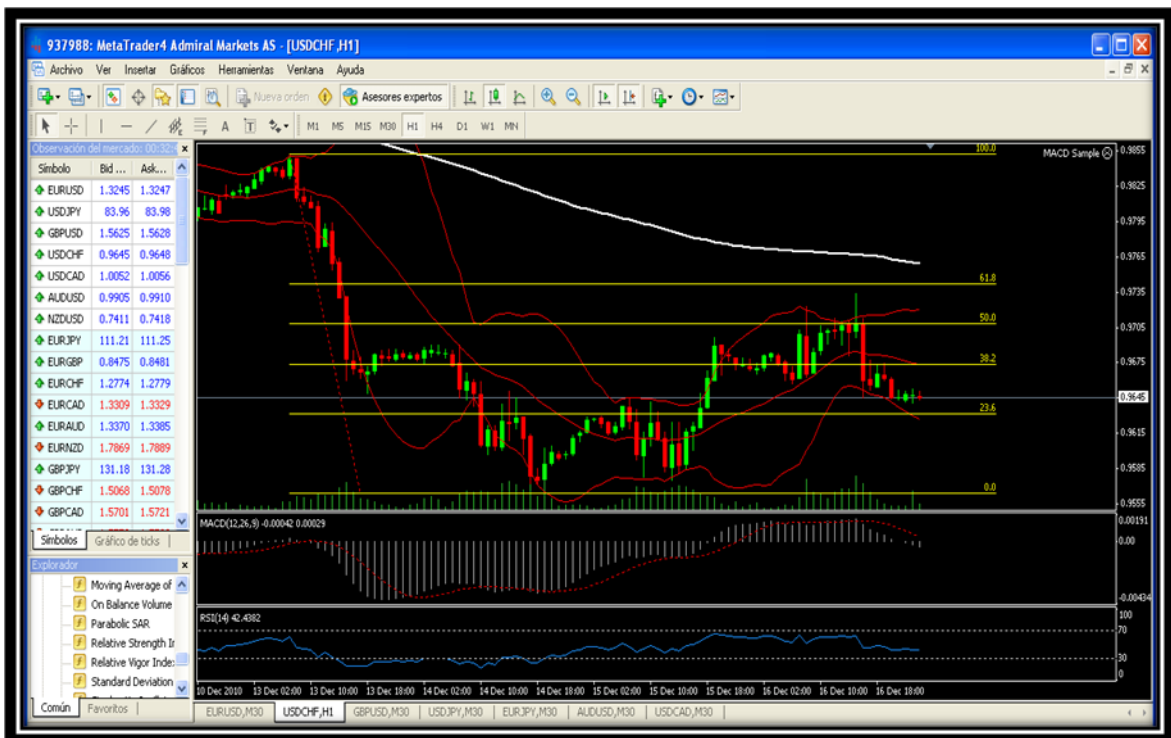 937988: MetaTrader4 Admiral Markets AS - [USDCHF,H1]
Archivo Ver Insertar Gráficos Herramientas Ventana Ayuda
Nueva orden Asesores expertos
A T M1 M5 M15 M30 H1 H4 D1 W1 MN
Observación del mercado: 00:32:
Símbolo Bid ... Ask...
EURUSD 1.3245 1.3247
USDJPY 83.96 83.98
GBPUSD 1.5625 1.5628
USDCHF 0.9645 0.9648
USDCAD 1.0052 1.0056
AUDUSD 0.9905 0.9910
NZDUSD 0.7411 0.7418
EURJPY 111.21 111.25
EURGBP 0.8475 0.8481
EURCHF 1.2774 1.2779
EURCAD 1.3309 1.3329
EURAUD 1.3370 1.3385
EURNZD 1.7869 1.7889
GBPJPY 131.18 131.28
GBPCHF 1.5068 1.5078
GBPCAD 1.5701 1.5721
Símbolos Gráfico de ticks
Explorador
Moving Average of
On Balance Volume
Parabolic SAR
Relative Strength In
Relative Vigor Index
Standard Deviation
Común Favoritos
MACD Sample
100.0
61.8
50.0
38.2
23.6
0.0
0.9855
0.9825
0.9795
0.9765
0.9735
0.9705
0.9675
0.9645
0.9615
0.9585
0.9555
MACD(12,26,9) -0.00042 0.00029
0.00191
0.00
-0.00434
RSI(14) 42.4382
100
70
30
0
10 Dec 2010 13 Dec 02:00 13 Dec 10:00 13 Dec 18:00 14 Dec 02:00 14 Dec 10:00 14 Dec 18:00 15 Dec 02:00 15 Dec 10:00 15 Dec 18:00 16 Dec 02:00 16 Dec 10:00 16 Dec 18:00
EURUSD,M30 USDCHF,H1 GBPUSD,M30 USDJPY,M30 EURJPY,M30 AUDUSD,M30 USDCAD,M30